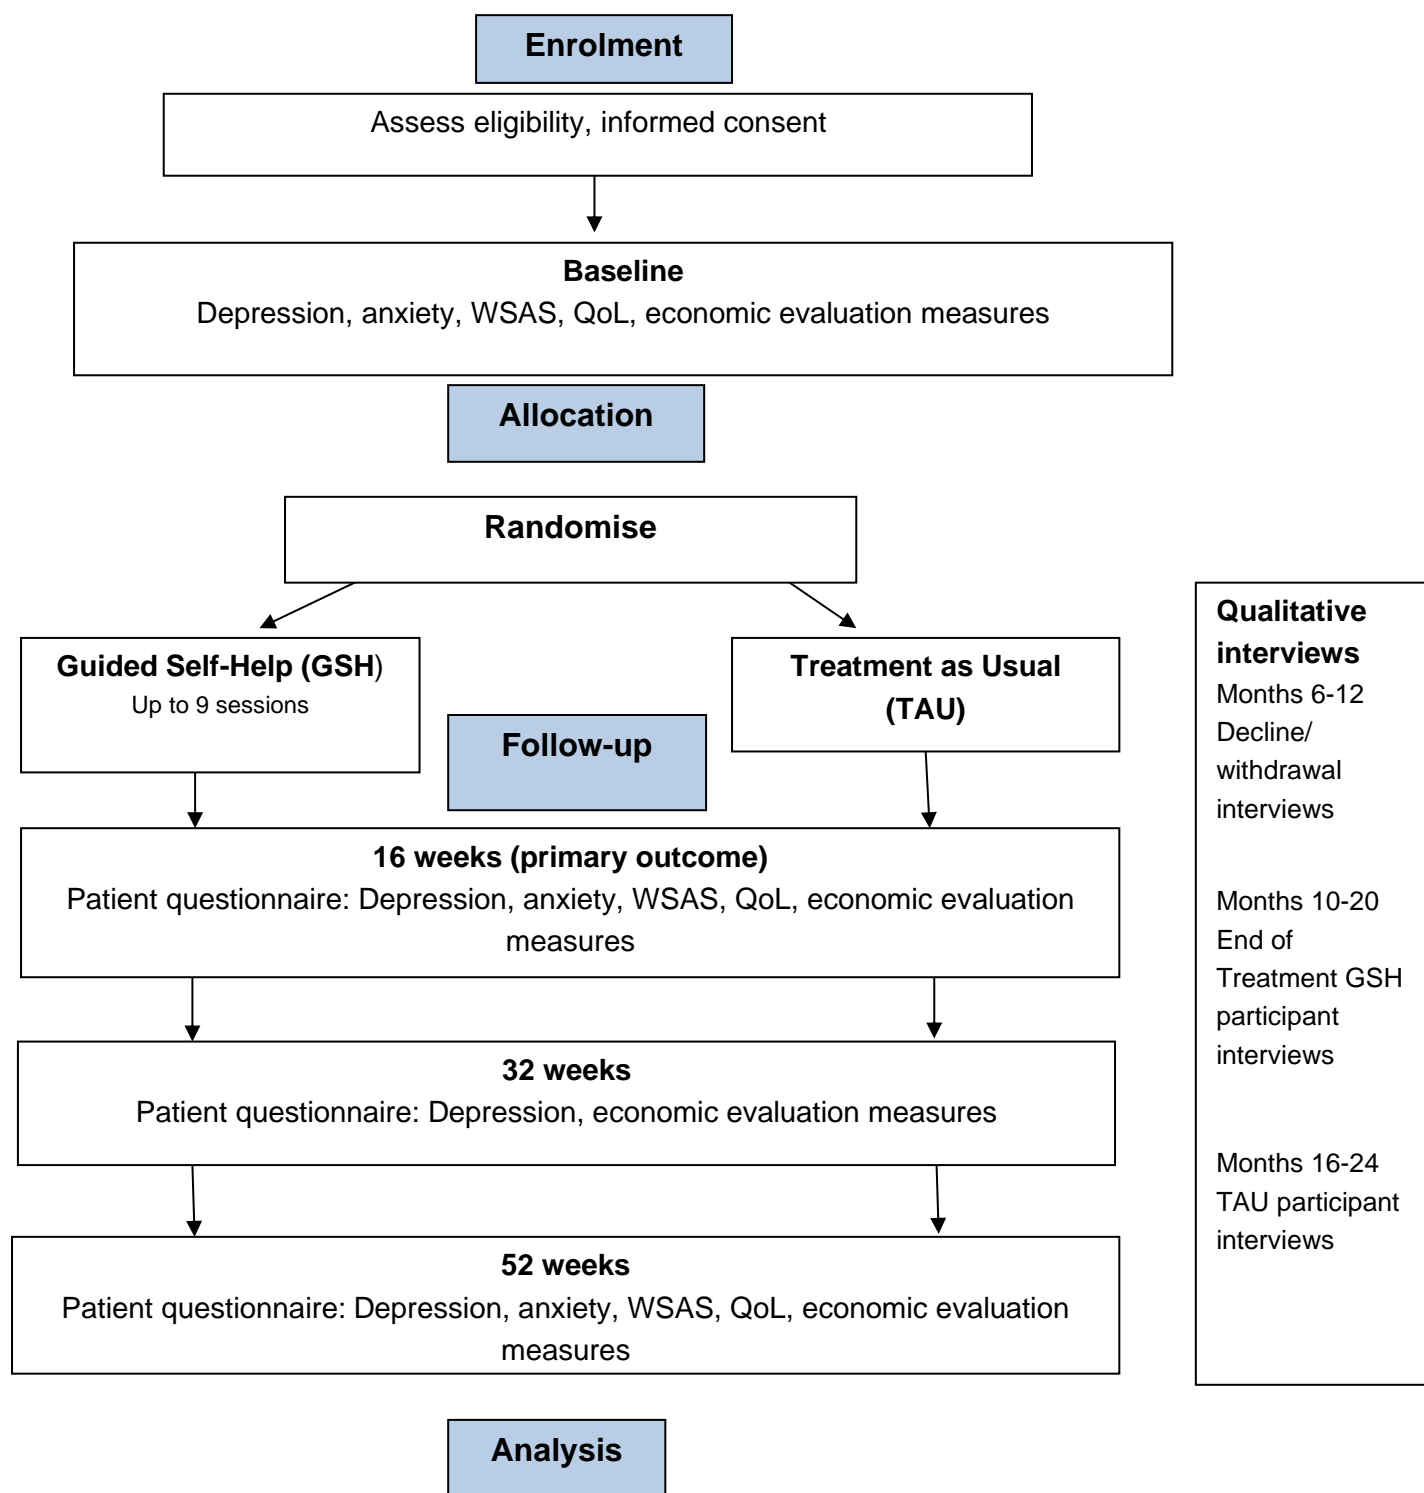 Enrolment
Assess eligibility, informed consent
Baseline
Depression, anxiety, WSAS, QoL, economic evaluation measures
Allocation
Randomise
Guided Self-Help (GSH)
Up to 9 sessions
Treatment as Usual
(TAU)
Follow-up
16 weeks (primary outcome)
Patient questionnaire: Depression, anxiety, WSAS, QoL, economic evaluation
measures
32 weeks
Patient questionnaire: Depression, economic evaluation measures
52 weeks
Patient questionnaire: Depression, anxiety, WSAS, QoL, economic evaluation
measures
Analysis
Qualitative
interviews
Months 6-12
Decline/
withdrawal
interviews
Months 10-20
End of
Treatment GSH
participant
interviews
Months 16-24
TAU participant
interviews